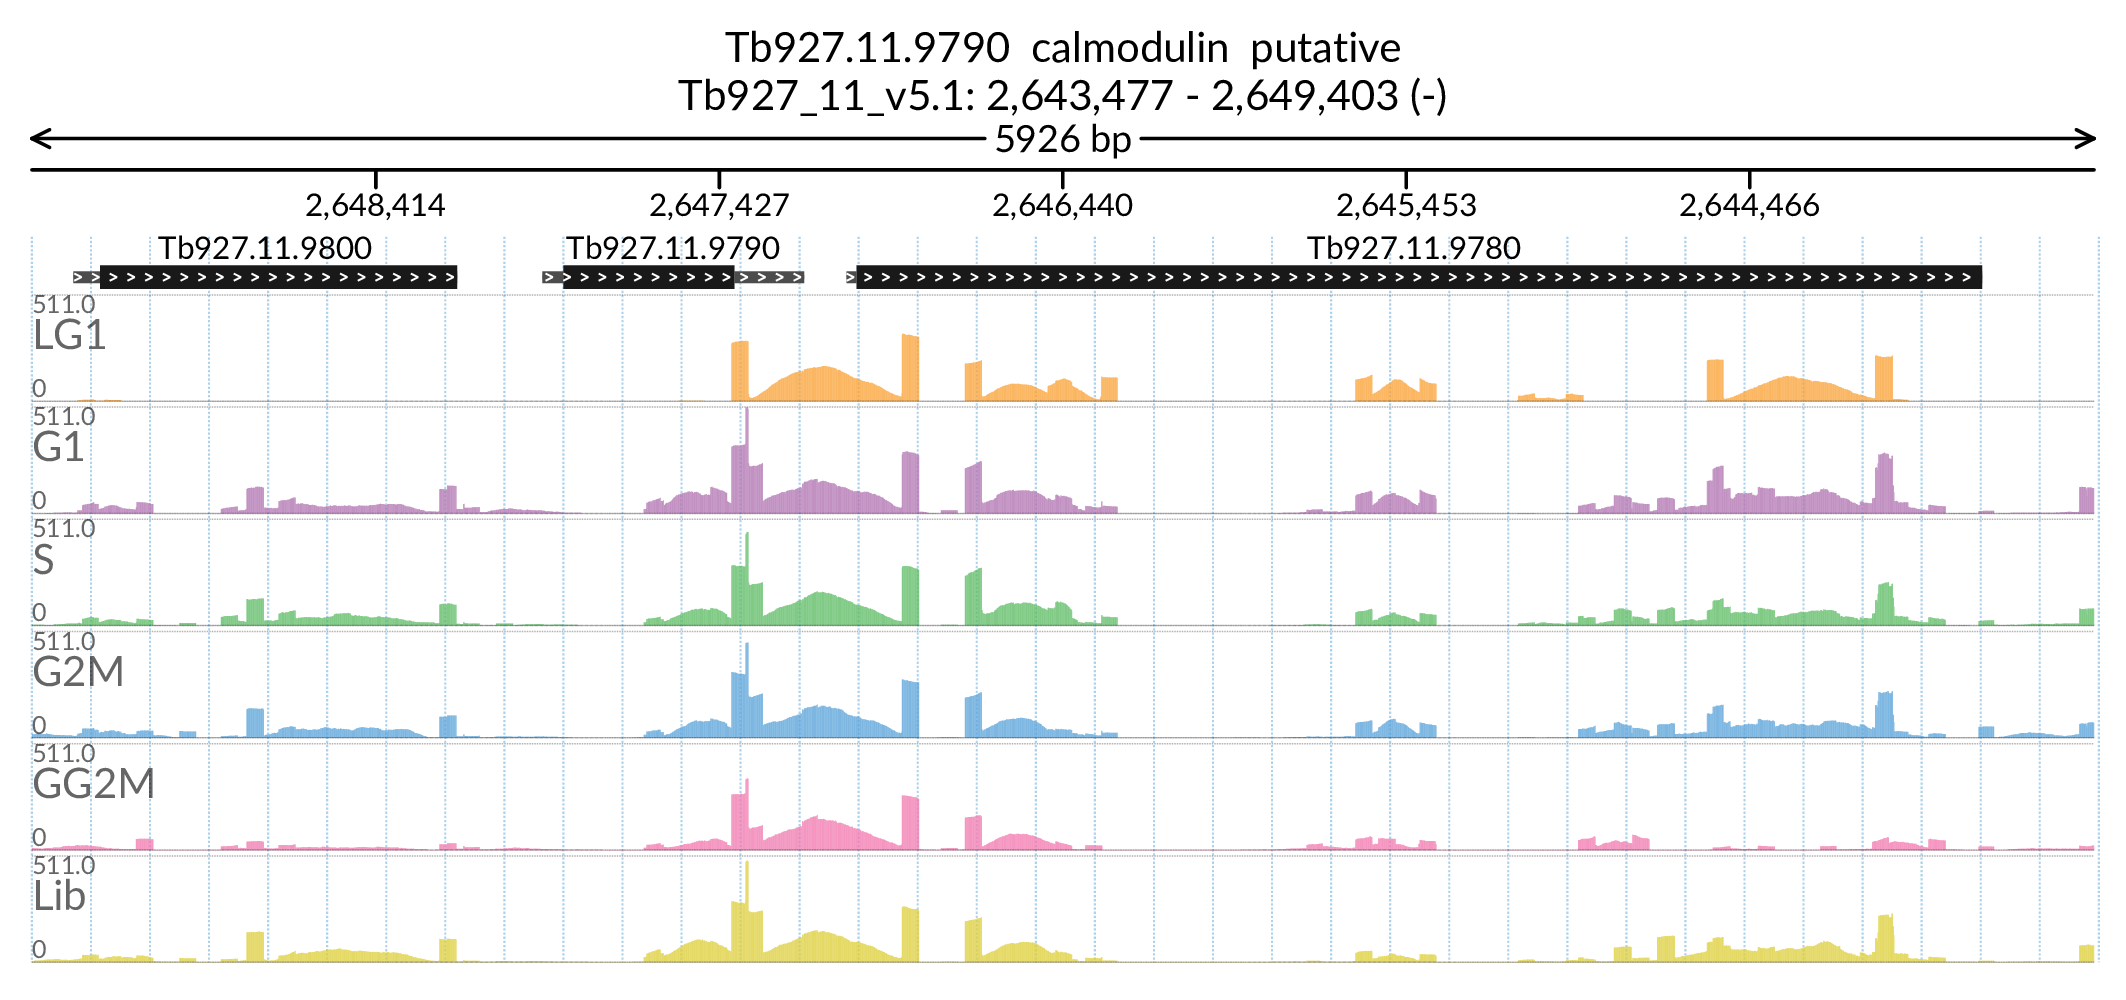 Tb927.11.9790 calmodulin putative
Tb927_11_v5.1: 2,643,477 - 2,649,403 (-)
5926 bp
2,648,414 2,647,427 2,646,440 2,645,453 2,644,466
Tb927.11.9800 Tb927.11.9790 Tb927.11.9780
511.0
LG1
0
511.0
G1
0
511.0
S
0
511.0
G2M
0
511.0
GG2M
0
511.0
Lib
0